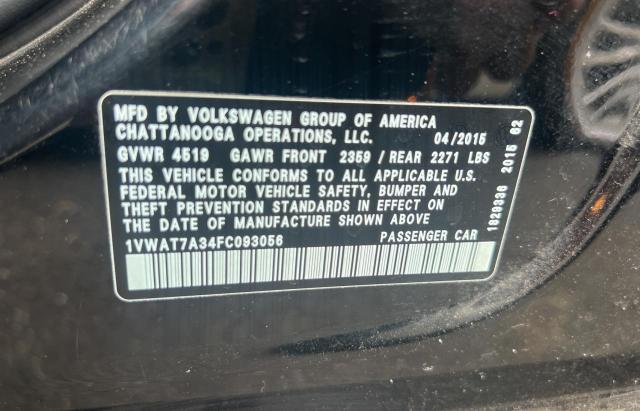 MFD BY VOLKSWAGEN GROUP OF AMERICA
CHATTANOOGA OPERATIONS, LLC. 04/2015
GVWR 4519 GAWR FRONT 2359 / REAR 2271 LBS
THIS VEHICLE CONFORMS TO ALL APPLICABLE U.S.
FEDERAL MOTOR VEHICLE SAFETY, BUMPER AND
THEFT PREVENTION STANDARDS IN EFFECT ON
THE DATE OF MANUFACTURE SHOWN ABOVE
1VWAT7A34FC093056 PASSENGER CAR
1829336 2015 62